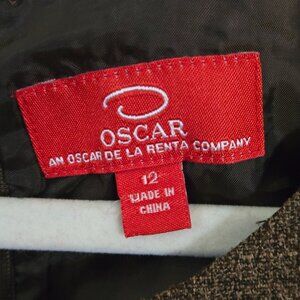 OSCAR
AN OSCAR DE LA RENTA COMPANY
12
MADE IN
CHINA